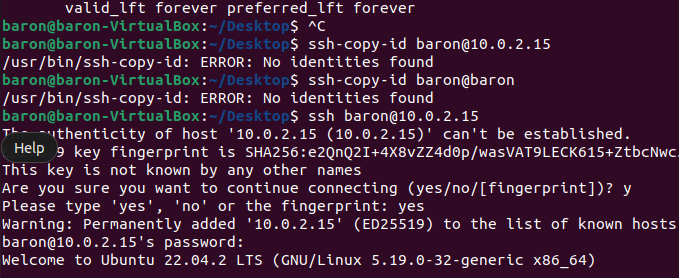 valid_lft forever preferred_lft forever
baron@baron-VirtualBox:~/Desktop$ ^C
baron@baron-VirtualBox:~/Desktop$ ssh-copy-id baron@10.0.2.15
/usr/bin/ssh-copy-id: ERROR: No identities found
baron@baron-VirtualBox:~/Desktop$ ssh-copy-id baron@baron
/usr/bin/ssh-copy-id: ERROR: No identities found
baron@baron-VirtualBox:~/Desktop$ ssh baron@10.0.2.15
The authenticity of host '10.0.2.15 (10.0.2.15)' can't be established.
Help
9 key fingerprint is SHA256:e2QnQ2I+4X8vZZ4d0p/wasVAT9LECK615+ZtbcNwc
This key is not known by any other names
Are you sure you want to continue connecting (yes/no/[fingerprint])? y
Please type 'yes', 'no' or the fingerprint: yes
Warning: Permanently added '10.0.2.15' (ED25519) to the list of known hosts
baron@10.0.2.15's password:
Welcome to Ubuntu 22.04.2 LTS (GNU/Linux 5.19.0-32-generic x86_64)